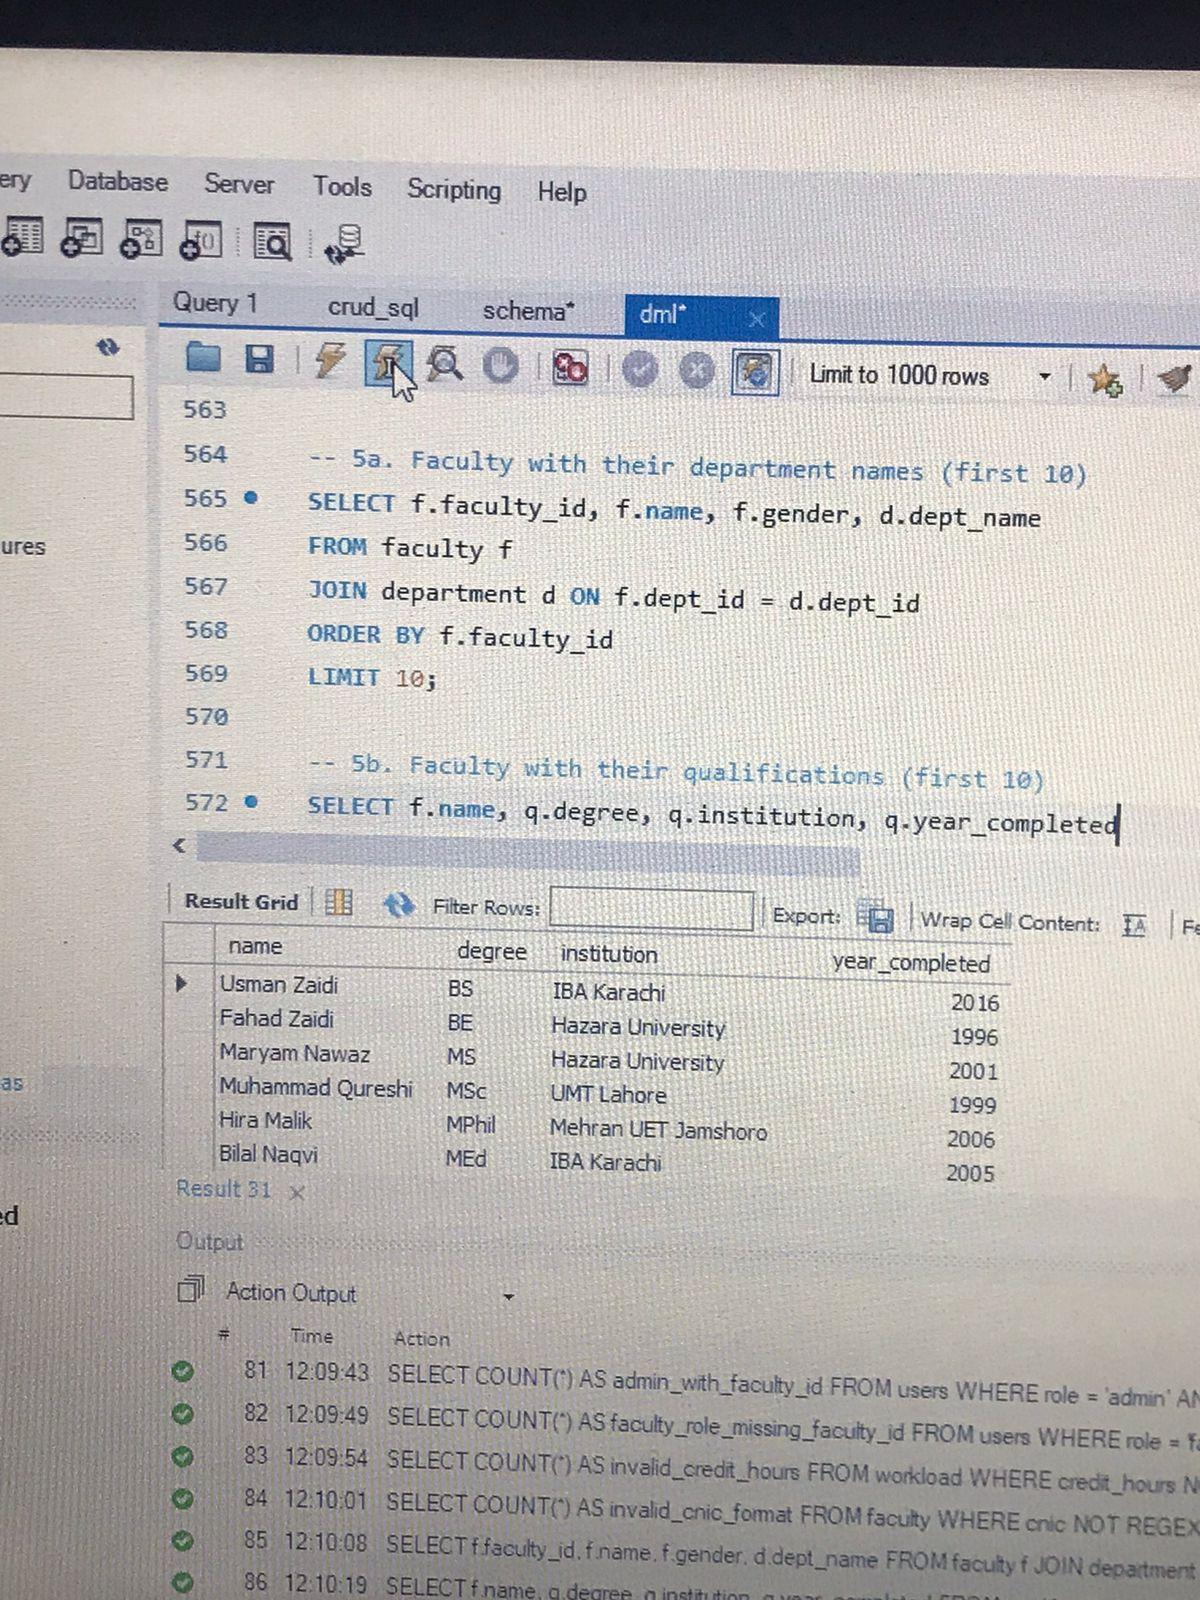 ery Database Server Tools Scripting Help
Query 1 crud_sql schema* dml*
Limit to 1000 rows
563
564 -- 5a. Faculty with their department names (first 10)
565 SELECT f.faculty_id, f.name, f.gender, d.dept_name
566 FROM faculty f
567 JOIN department d ON f.dept_id = d.dept_id
568 ORDER BY f.faculty_id
569 LIMIT 10;
570
571 -- 5b. Faculty with their qualifications (first 10)
572 SELECT f.name, q.degree, q.institution, q.year_completed
ures
as
ed
Result Grid Filter Rows: Export: Wrap Cell Content: Fe
name degree institution year_completed
Usman Zaidi BS IBA Karachi 2016
Fahad Zaidi BE Hazara University 1996
Maryam Nawaz MS Hazara University 2001
Muhammad Qureshi MSc UMT Lahore 1999
Hira Malik MPhil Mehran UET Jamshoro 2006
Bilal Naqvi MEd IBA Karachi 2005
Result 31
Output
Action Output
# Time Action
81 12:09:43 SELECT COUNT(*) AS admin_with_faculty_id FROM users WHERE role = 'admin' AN
82 12:09:49 SELECT COUNT(*) AS faculty_role_missing_faculty_id FROM users WHERE role = 'fa
83 12:09:54 SELECT COUNT(*) AS invalid_credit_hours FROM workload WHERE credit_hours N
84 12:10:01 SELECT COUNT(*) AS invalid_cnic_format FROM faculty WHERE cnic NOT REGEX
85 12:10:08 SELECT f.faculty_id, f.name, f.gender, d.dept_name FROM faculty f JOIN department
86 12:10:19 SELECT f.name, q.degree, q.institution,